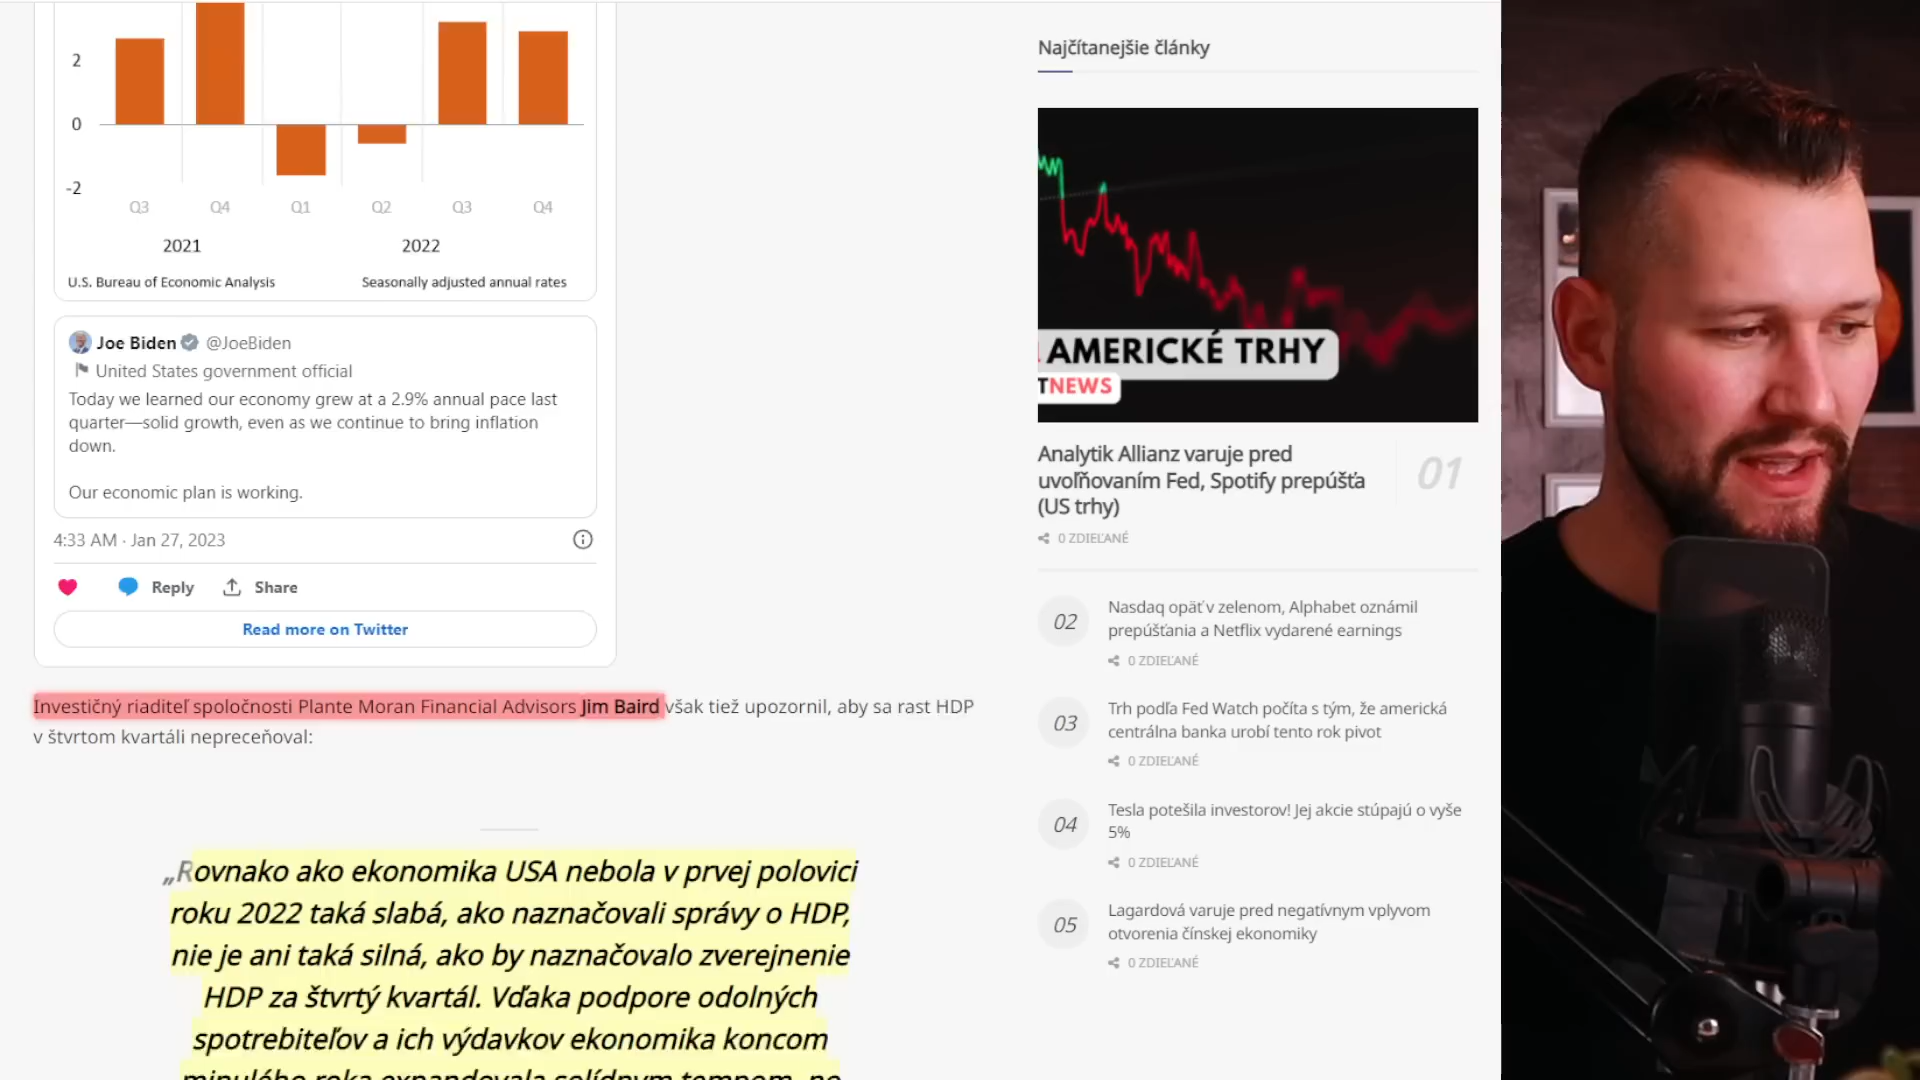 2
0
-2
Q3 Q4 Q1 Q2 Q3 Q4
2021 2022
U.S. Bureau of Economic Analysis Seasonally adjusted annual rates
Joe Biden @JoeBiden
United States government official
Today we learned our economy grew at a 2.9% annual pace last
quarter—solid growth, even as we continue to bring inflation
down.
Our economic plan is working.
4:33 AM · Jan 27, 2023
Reply Share
Read more on Twitter
Investičný riaditeľ spoločnosti Plante Moran Financial Advisors Jim Baird však tiež upozornil, aby sa rast HDP
v štvrtom kvartáli nepreceňoval:
„Rovnako ako ekonomika USA nebola v prvej polovici
roku 2022 taká slabá, ako naznačovali správy o HDP,
nie je ani taká silná, ako by naznačovalo zverejnenie
HDP za štvrtý kvartál. Vďaka podpore odolných
spotrebiteľov a ich výdavkov ekonomika koncom
minulého roka expandovala solídnym tempom, no
Najčítanejšie články
AMERICKÉ TRHY
TNEWS
Analytik Allianz varuje pred
uvoľňovaním Fed, Spotify prepúšťa
(US trhy)
01
0 ZDIEĽANÉ
02
Nasdaq opäť v zelenom, Alphabet oznámil
prepúšťania a Netflix vydarené earnings
0 ZDIEĽANÉ
03
Trh podľa Fed Watch počíta s tým, že americká
centrálna banka urobí tento rok pivot
0 ZDIEĽANÉ
04
Tesla potešila investorov! Jej akcie stúpajú o vyše
5%
0 ZDIEĽANÉ
05
Lagardová varuje pred negatívnym vplyvom
otvorenia čínskej ekonomiky
0 ZDIEĽANÉ